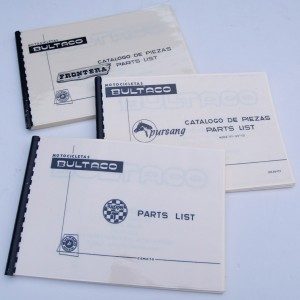 MOTOCICLETAS
BULTACO
FRONTERA
CATALOGO DE PIEZAS
PARTS LIST
MOTOCICLETAS
BULTACO
pursang
CATALOGO DE PIEZAS
PARTS LIST
MOTOCICLETAS
BULTACO
PARTS LIST